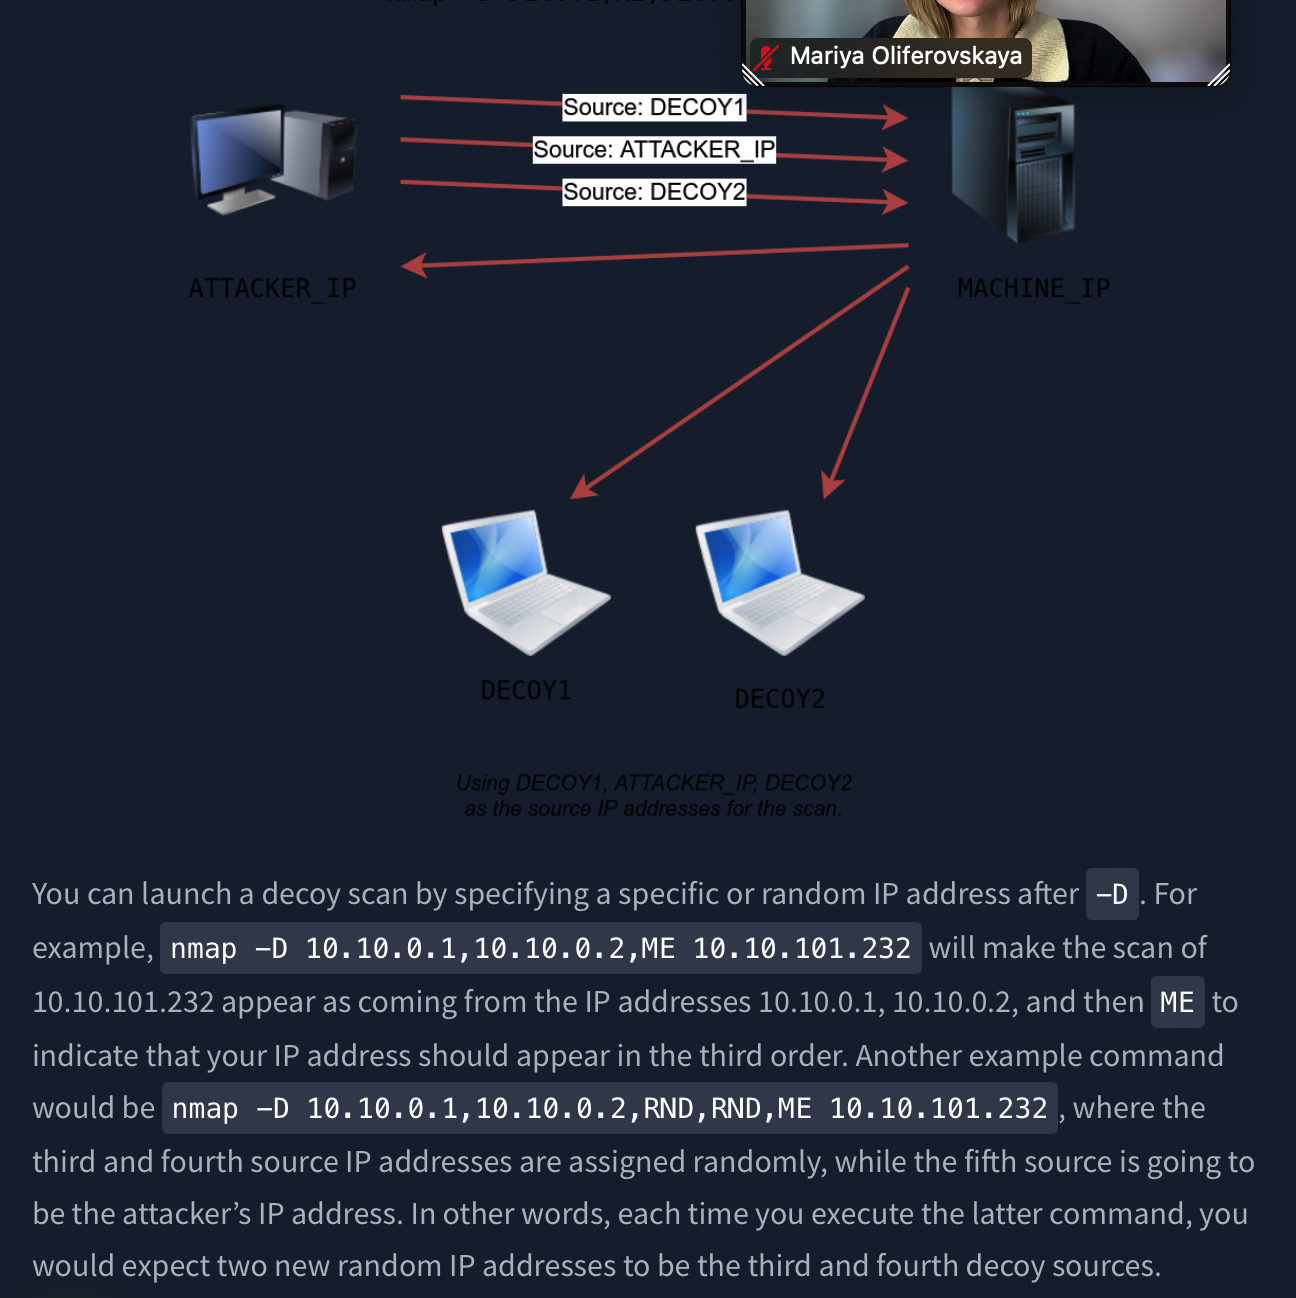 Mariya Oliferovskaya
Source: DECOY1
Source: ATTACKER_IP
Source: DECOY2
ATTACKER_IP
MACHINE_IP
DECOY1
DECOY2
Using DECOY1, ATTACKER_IP, DECOY2
as the source IP addresses for the scan.
You can launch a decoy scan by specifying a specific or random IP address after -D. For
example, nmap -D 10.10.0.1,10.10.0.2,ME 10.10.101.232 will make the scan of
10.10.101.232 appear as coming from the IP addresses 10.10.0.1, 10.10.0.2, and then ME to
indicate that your IP address should appear in the third order. Another example command
would be nmap -D 10.10.0.1,10.10.0.2,RND,RND,ME 10.10.101.232, where the
third and fourth source IP addresses are assigned randomly, while the fifth source is going to
be the attacker’s IP address. In other words, each time you execute the latter command, you
would expect two new random IP addresses to be the third and fourth decoy sources.